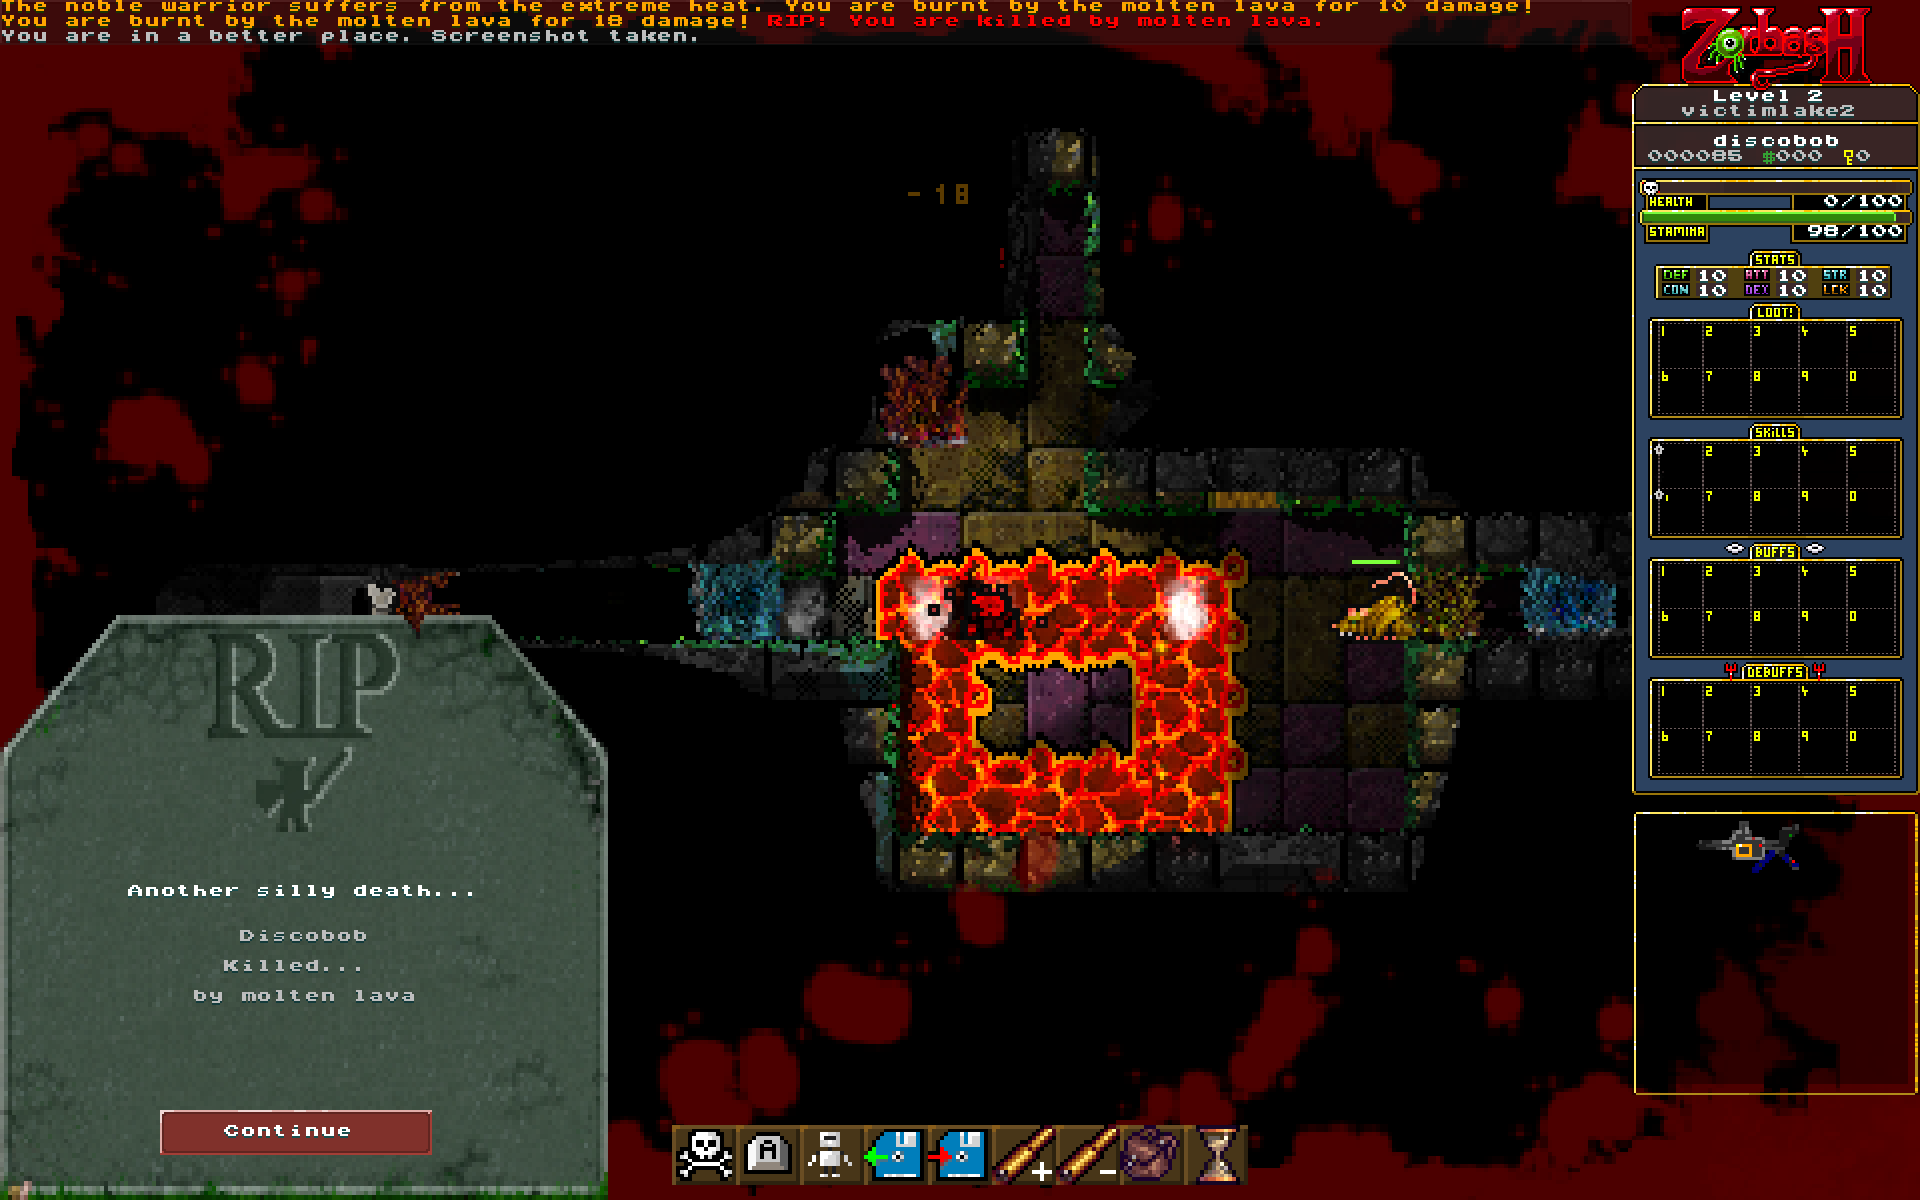 The noble warrior suffers from the extreme heat. You are burnt by the molten lava for 10 damage!
You are burnt by the molten lava for 18 damage! RIP: You are killed by molten lava.
You are in a better place. Screenshot taken.
ZorbasH
Level 2
victimlake2
discobob
000085 $000 0
HEALTH 0/100
STAMINA 98/100
STATS
DEF 10 ATT 10 STR 10
CON 10 DEX 10 LCK 10
LOOT!
1 2 3 4 5
6 7 8 9 0
SKILLS
2 3 4 5
7 8 9 0
BUFFS
1 2 3 4 5
6 7 8 9 0
DEBUFFS
1 2 3 4 5
6 7 8 9 0
-18
RIP
Another silly death...
Discobob
Killed...
by molten lava
Continue
A
+
-